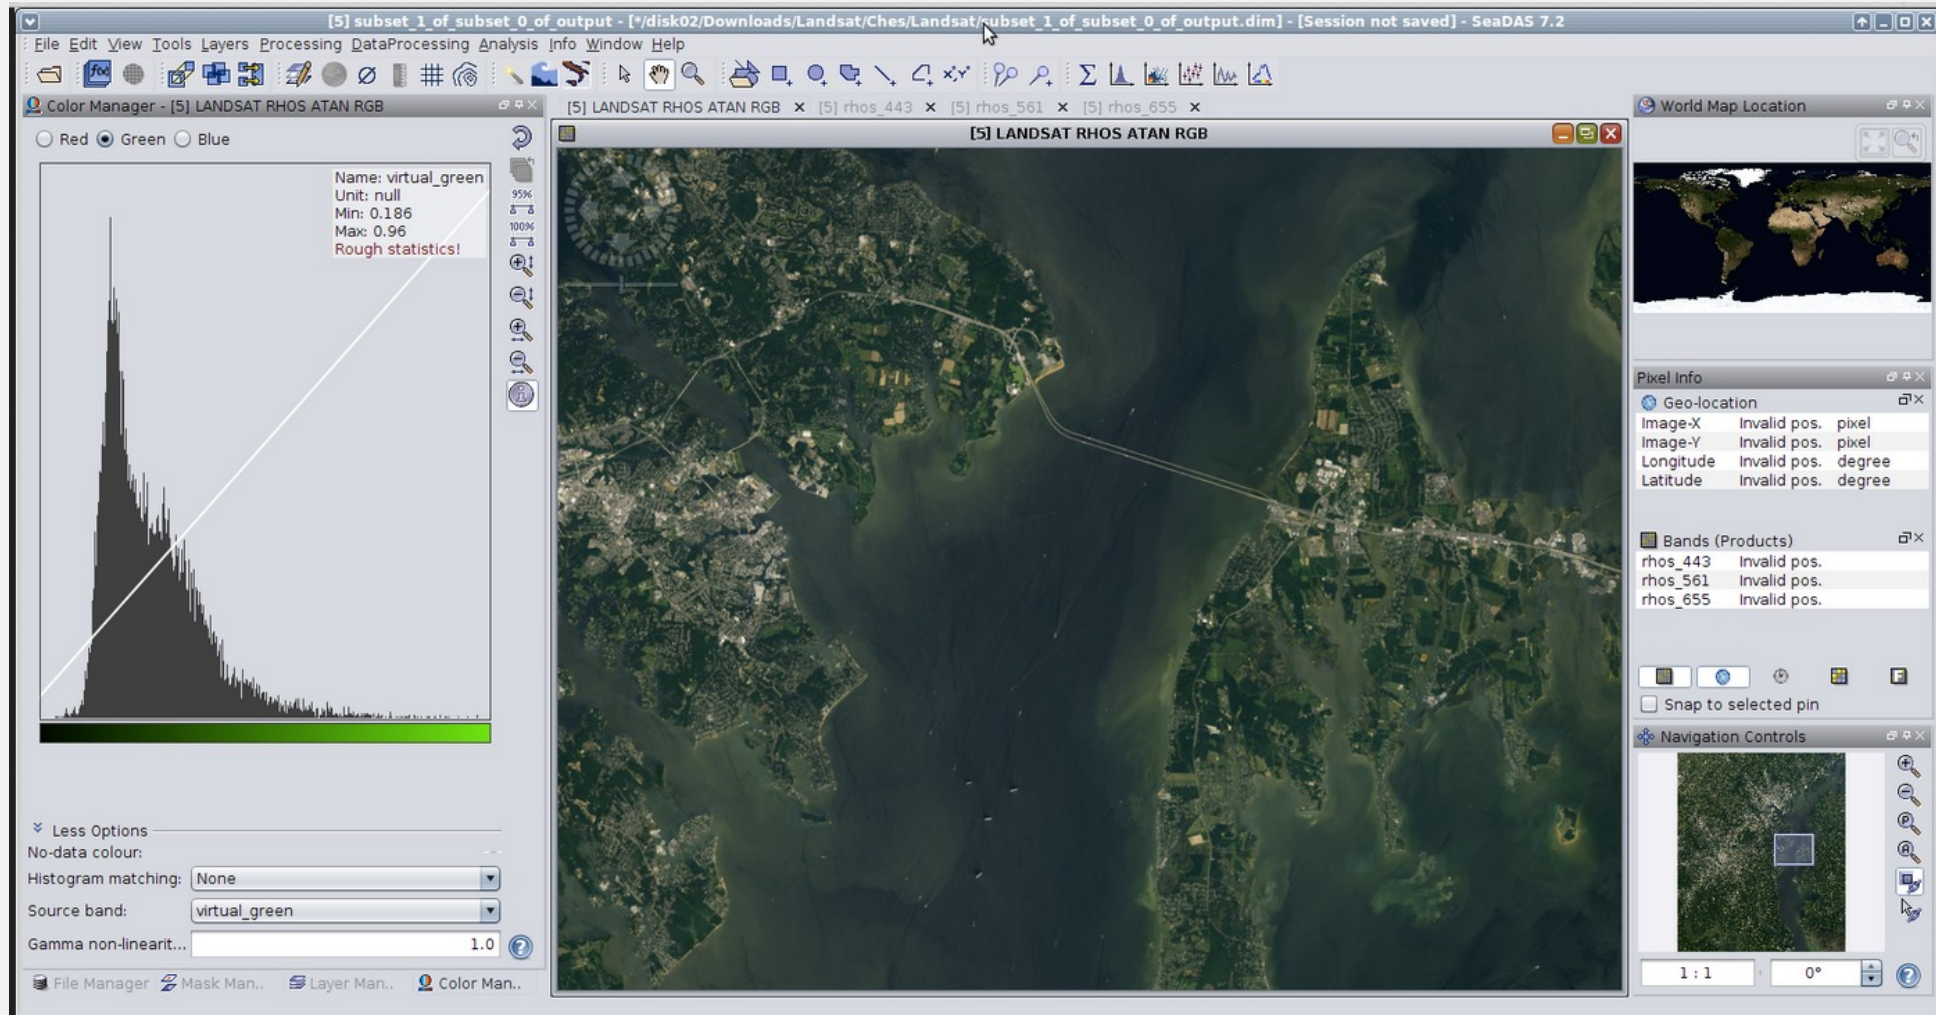 [5] subset_1_of_subset_0_of_output - [*/disk02/Downloads/Landsat/Ches/Landsat/subset_1_of_subset_0_of_output.dim] - [Session not saved] - SeaDAS 7.2
File Edit View Tools Layers Processing DataProcessing Analysis Info Window Help
Color Manager - [5] LANDSAT RHOS ATAN RGB
Red Green Blue
Name: virtual_green
Unit: null
Min: 0.186
Max: 0.96
Rough statistics!
95%
100%
Less Options
No-data colour:
Histogram matching: None
Source band: virtual_green
Gamma non-linearit... 1.0
File Manager Mask Man.. Layer Man.. Color Man..
[5] LANDSAT RHOS ATAN RGB [5] rhos_443 [5] rhos_561 [5] rhos_655
[5] LANDSAT RHOS ATAN RGB
World Map Location
Pixel Info
Geo-location
Image-X Invalid pos. pixel
Image-Y Invalid pos. pixel
Longitude Invalid pos. degree
Latitude Invalid pos. degree
Bands (Products)
rhos_443 Invalid pos.
rhos_561 Invalid pos.
rhos_655 Invalid pos.
Snap to selected pin
Navigation Controls
1 : 1 0°